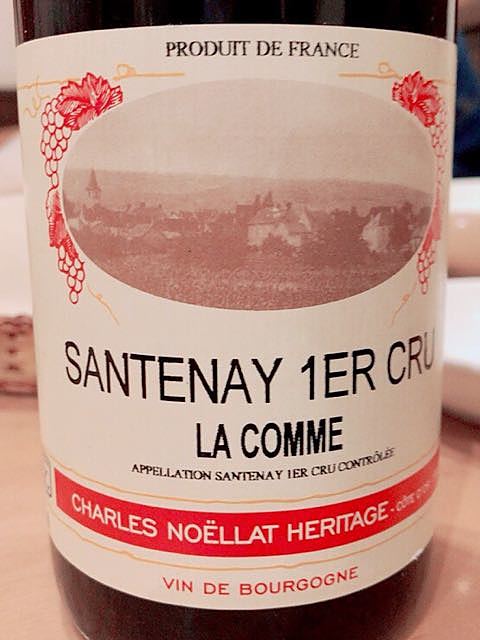 PRODUIT DE FRANCE
SANTENAY 1ER CRU
LA COMME
APPELLATION SANTENAY 1ER CRU CONTRÔLÉE
CHARLES NOËLLAT HERITAGE
VIN DE BOURGOGNE